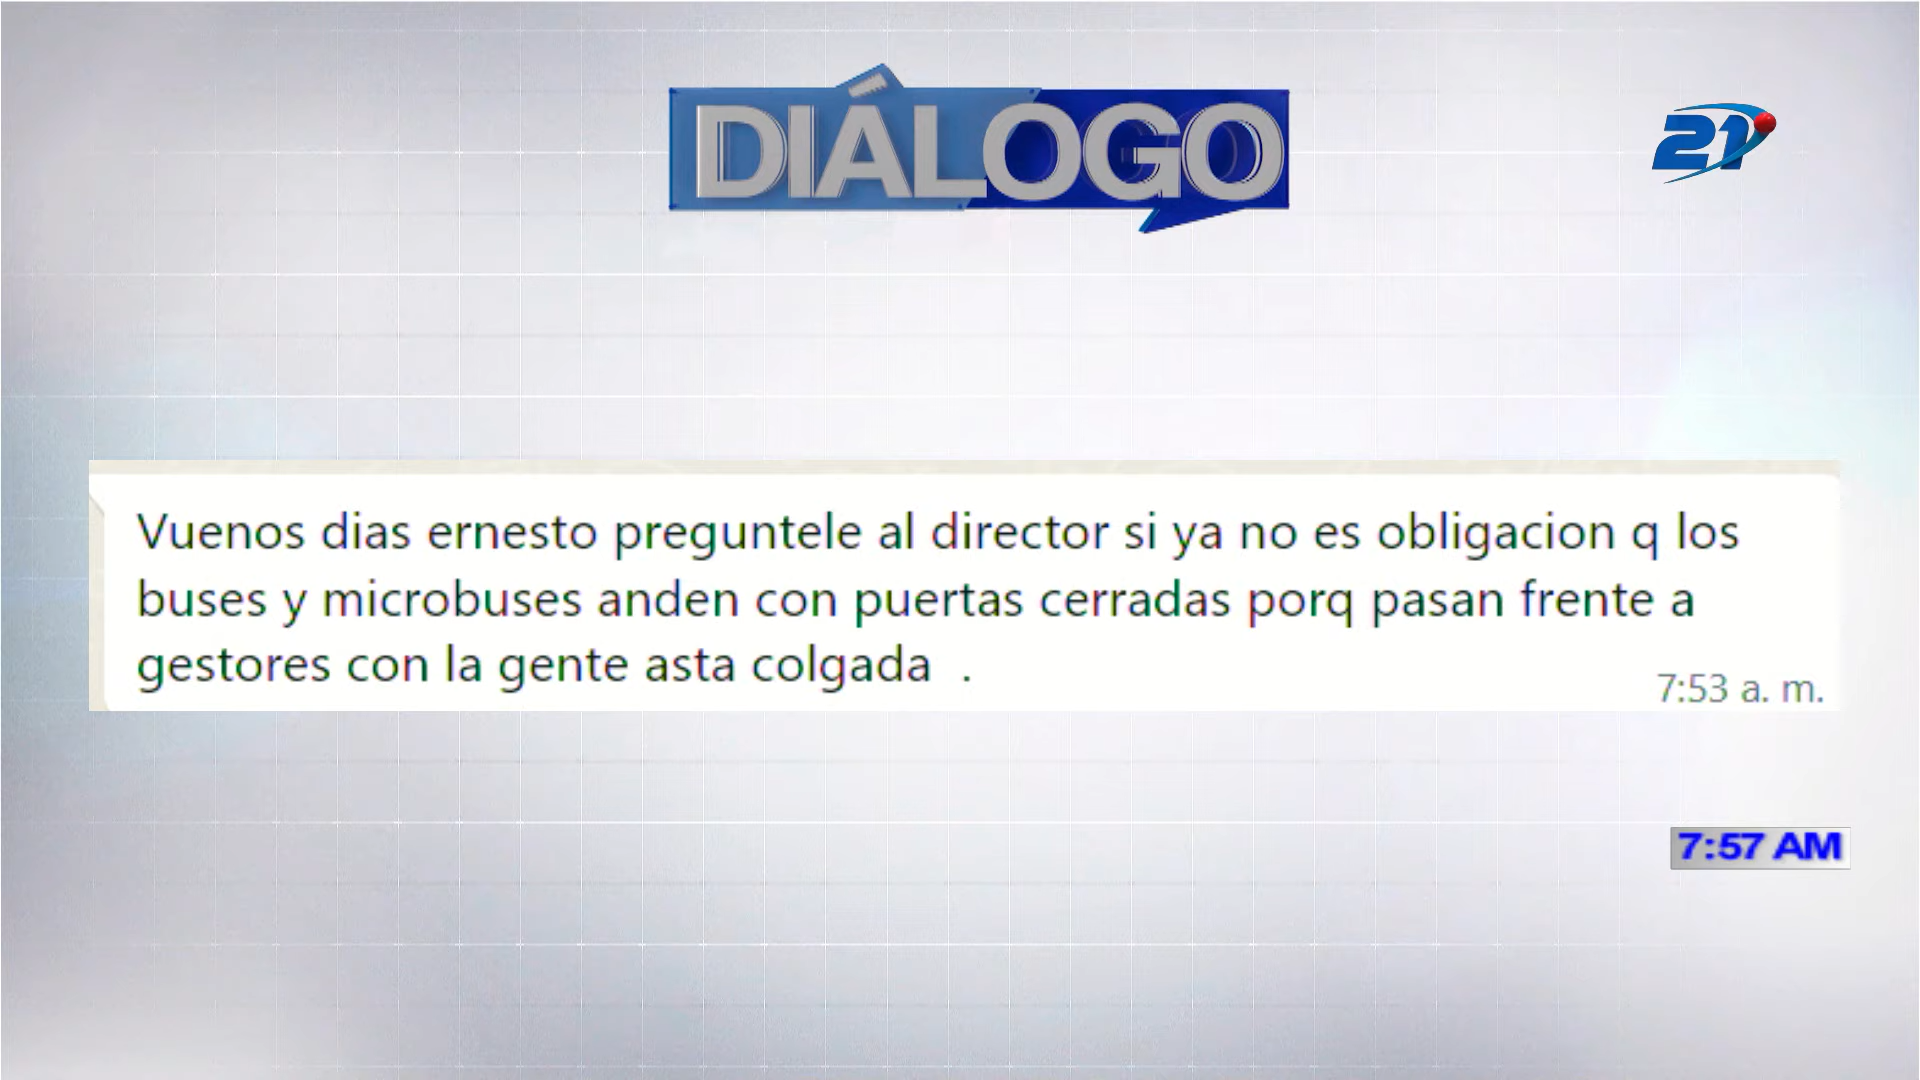 DIÁLOGO
21
Vuenos dias ernesto preguntele al director si ya no es obligacion q los
buses y microbuses anden con puertas cerradas porq pasan frente a
gestores con la gente asta colgada .
7:53 a. m.
7:57 AM